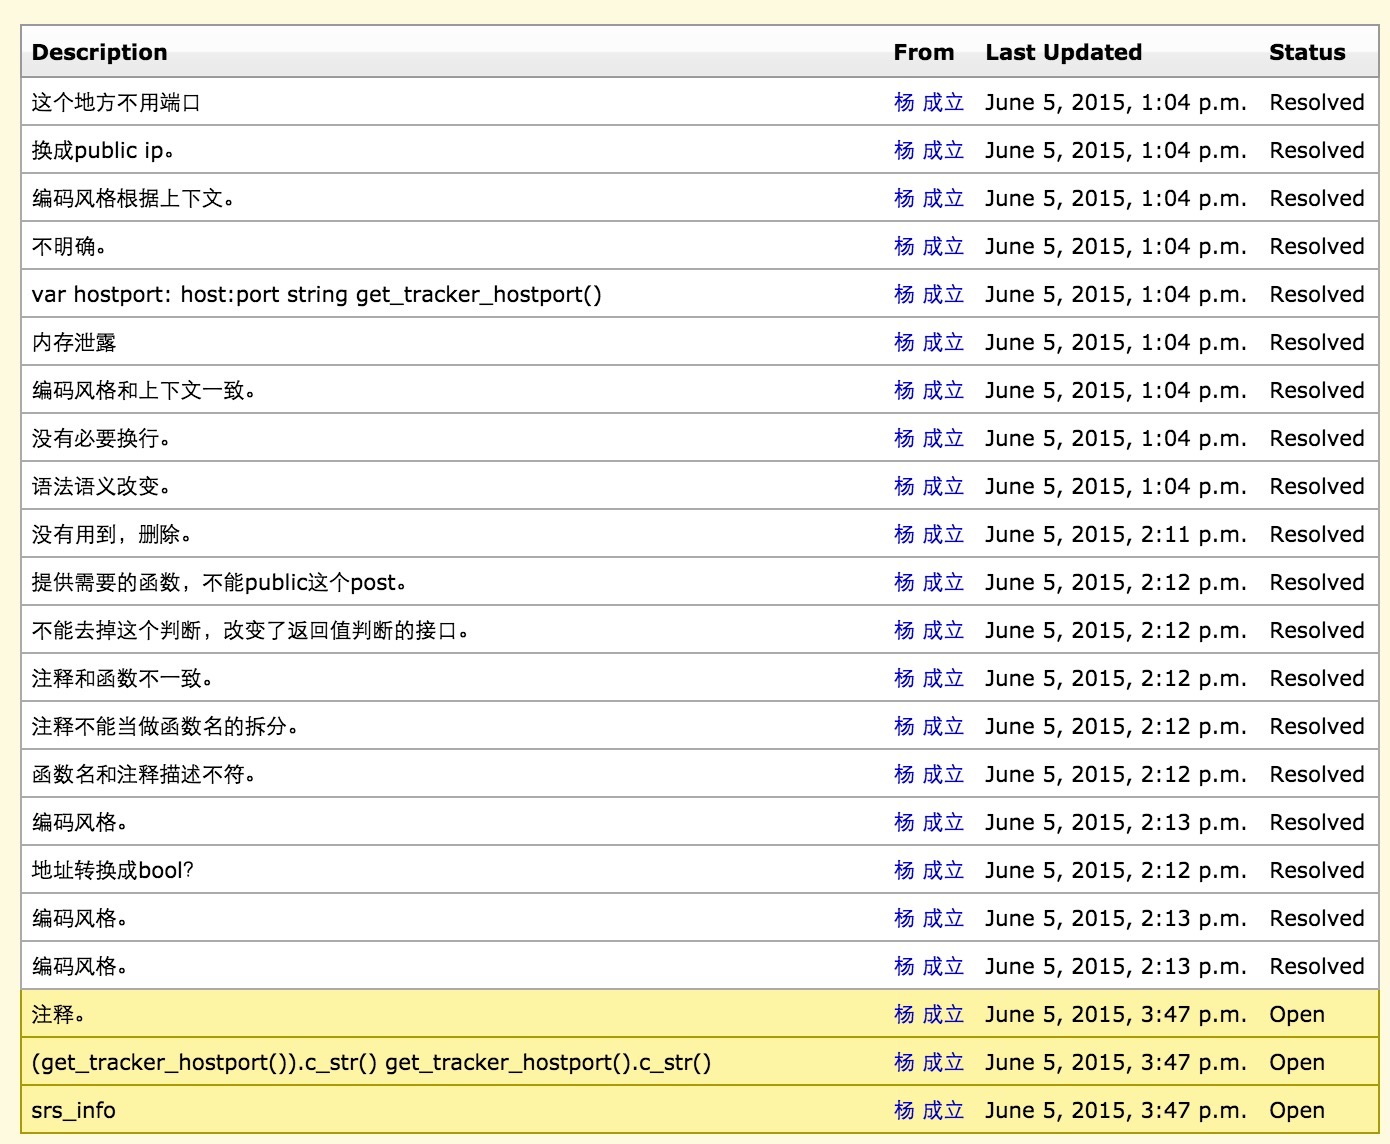 Description From Last Updated Status
这个地方不用端口 杨 成立 June 5, 2015, 1:04 p.m. Resolved
换成public ip。 杨 成立 June 5, 2015, 1:04 p.m. Resolved
编码风格根据上下文。 杨 成立 June 5, 2015, 1:04 p.m. Resolved
不明确。 杨 成立 June 5, 2015, 1:04 p.m. Resolved
var hostport: host:port string get_tracker_hostport() 杨 成立 June 5, 2015, 1:04 p.m. Resolved
内存泄露 杨 成立 June 5, 2015, 1:04 p.m. Resolved
编码风格和上下文一致。 杨 成立 June 5, 2015, 1:04 p.m. Resolved
没有必要换行。 杨 成立 June 5, 2015, 1:04 p.m. Resolved
语法语义改变。 杨 成立 June 5, 2015, 1:04 p.m. Resolved
没有用到，删除。 杨 成立 June 5, 2015, 2:11 p.m. Resolved
提供需要的函数，不能public这个post。 杨 成立 June 5, 2015, 2:12 p.m. Resolved
不能去掉这个判断，改变了返回值判断的接口。 杨 成立 June 5, 2015, 2:12 p.m. Resolved
注释和函数不一致。 杨 成立 June 5, 2015, 2:12 p.m. Resolved
注释不能当做函数名的拆分。 杨 成立 June 5, 2015, 2:12 p.m. Resolved
函数名和注释描述不符。 杨 成立 June 5, 2015, 2:12 p.m. Resolved
编码风格。 杨 成立 June 5, 2015, 2:13 p.m. Resolved
地址转换成bool? 杨 成立 June 5, 2015, 2:12 p.m. Resolved
编码风格。 杨 成立 June 5, 2015, 2:13 p.m. Resolved
编码风格。 杨 成立 June 5, 2015, 2:13 p.m. Resolved
注释。 杨 成立 June 5, 2015, 3:47 p.m. Open
(get_tracker_hostport()).c_str() get_tracker_hostport().c_str() 杨 成立 June 5, 2015, 3:47 p.m. Open
srs_info 杨 成立 June 5, 2015, 3:47 p.m. Open